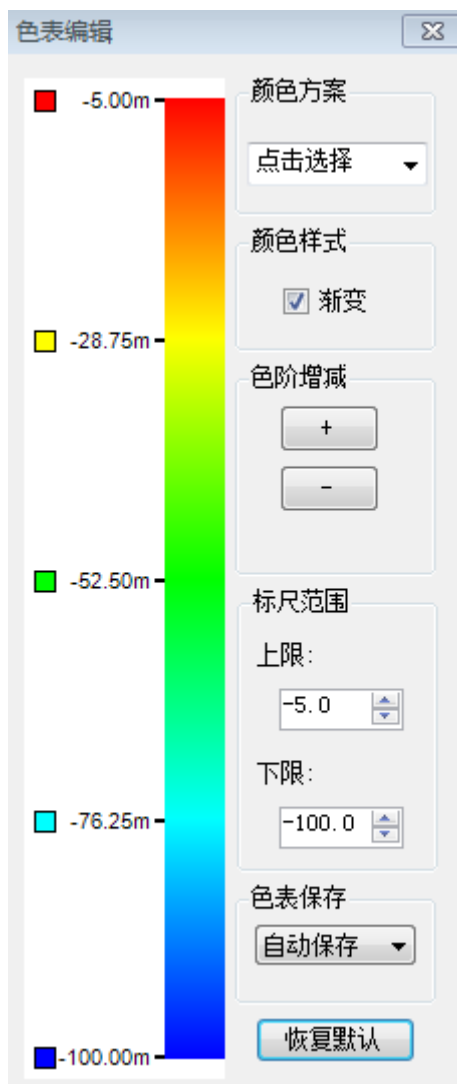 色表编辑
-5.00m
-28.75m
-52.50m
-76.25m
-100.00m
颜色方案
点击选择
颜色样式
渐变
色阶增减
+
-
标尺范围
上限:
-5.0
下限:
-100.0
色表保存
自动保存
恢复默认